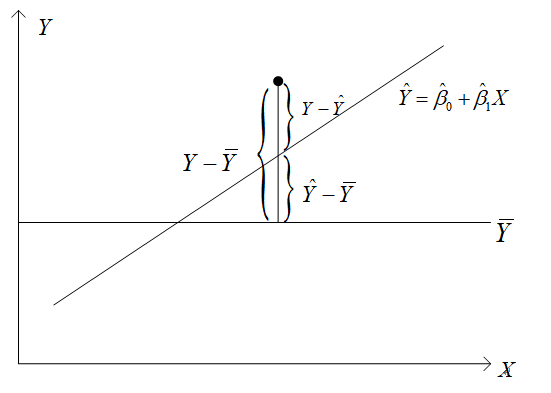 Y
Y − Ŷ
Ŷ = β̂₀ + β̂₁X
Y − Ȳ
Ŷ − Ȳ
Ȳ
X